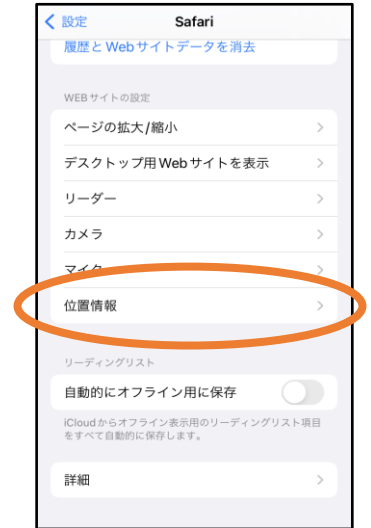 設定 Safari
履歴とWebサイトデータを消去
WEBサイトの設定
ページの拡大/縮小
デスクトップ用Webサイトを表示
リーダー
カメラ
マイク
位置情報
リーディングリスト
自動的にオフライン用に保存
iCloudからオフライン表示用のリーディングリスト項目
をすべて自動的に保存します。
詳細